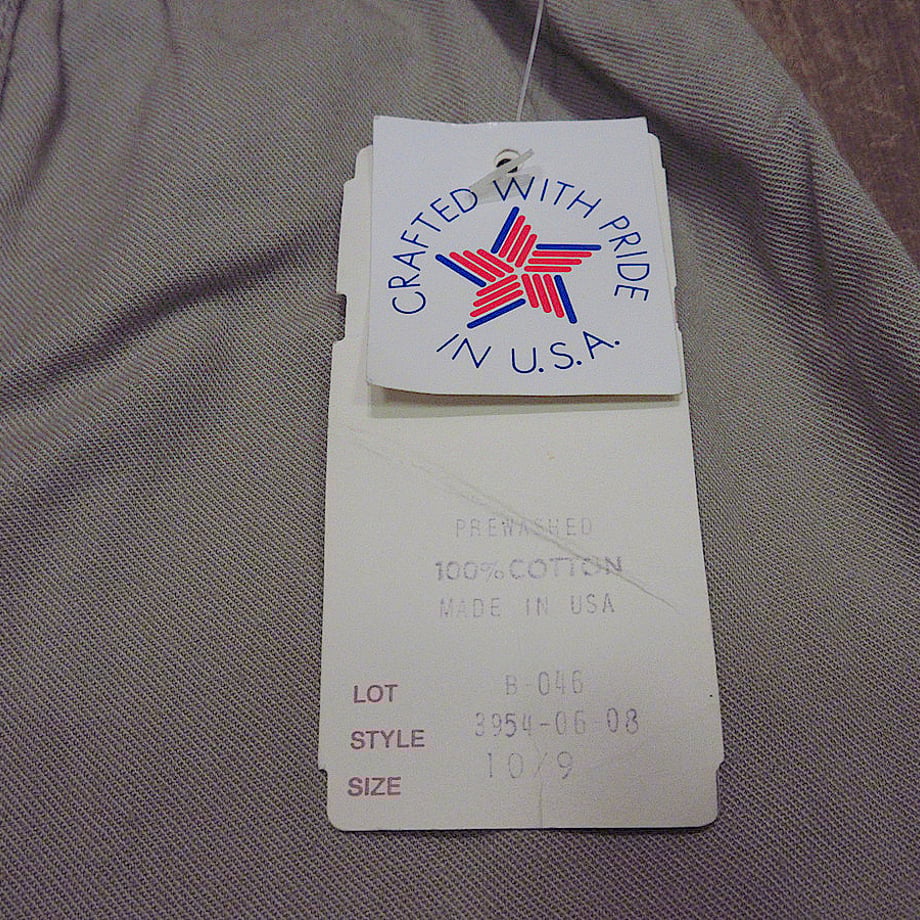 CRAFTED WITH PRIDE
IN U.S.A.
PREWASHED
100% COTTON
MADE IN USA
LOT B-046
STYLE 3954-06-08
SIZE 10/9